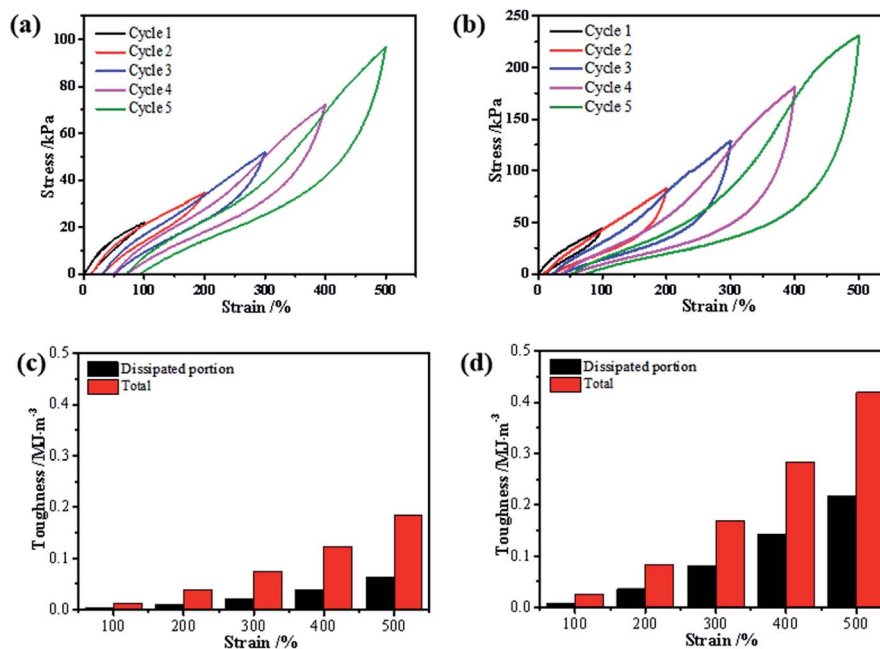 (a)
Cycle 1
Cycle 2
Cycle 3
Cycle 4
Cycle 5
100
80
60
40
20
0
Stress /kPa
0 100 200 300 400 500
Strain /%
(b)
Cycle 1
Cycle 2
Cycle 3
Cycle 4
Cycle 5
250
200
150
100
50
0
Stress /kPa
0 100 200 300 400 500
Strain /%
(c)
Dissipated portion
Total
0.5
0.4
0.3
0.2
0.1
0.0
Toughness /MJ·m⁻³
100 200 300 400 500
Strain /%
(d)
Dissipated portion
Total
0.5
0.4
0.3
0.2
0.1
0.0
Toughness /MJ·m⁻³
100 200 300 400 500
Strain /%